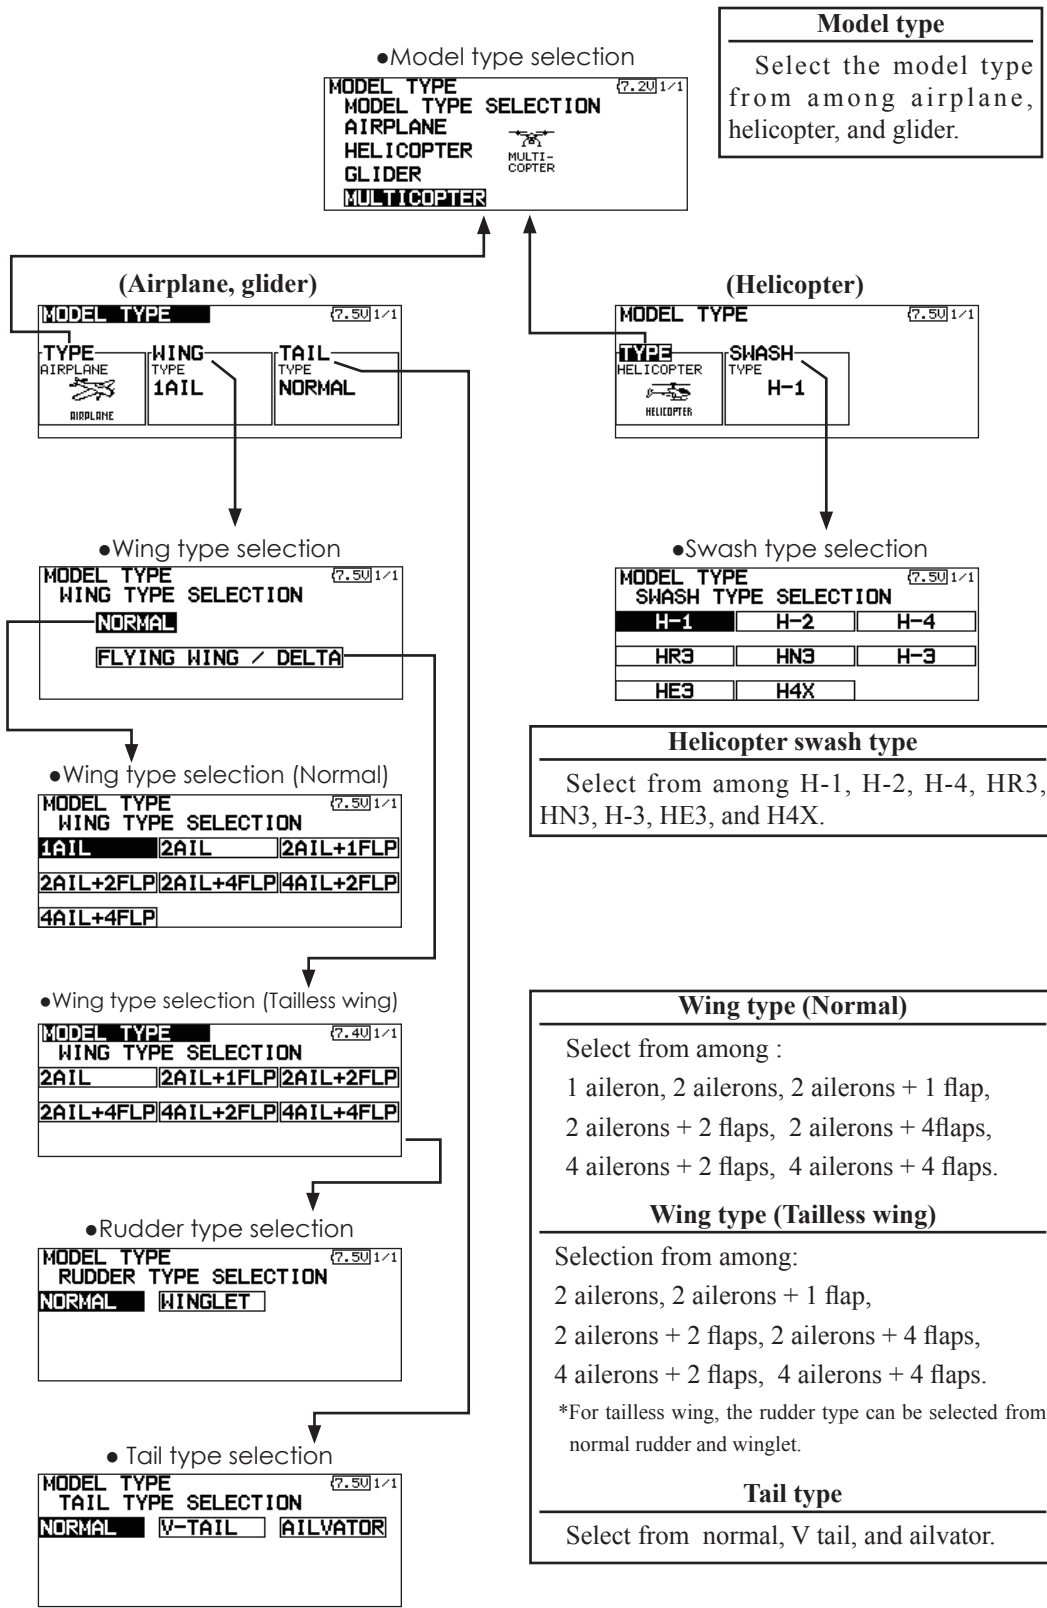 Model type
Select the model type
from among airplane,
helicopter, and glider.
●Model type selection
MODEL TYPE 7.2V 1/1
MODEL TYPE SELECTION
AIRPLANE
HELICOPTER
GLIDER
MULTICOPTER
MULTI-
COPTER
(Airplane, glider)
MODEL TYPE 7.5V 1/1
TYPE WING TAIL
AIRPLANE TYPE TYPE
1AIL NORMAL
AIRPLANE
(Helicopter)
MODEL TYPE 7.5V 1/1
TYPE SWASH
HELICOPTER TYPE
H-1
HELICOPTER
●Wing type selection
MODEL TYPE 7.5V 1/1
WING TYPE SELECTION
NORMAL
FLYING WING / DELTA
●Swash type selection
MODEL TYPE 7.5V 1/1
SWASH TYPE SELECTION
H-1 H-2 H-4
HR3 HN3 H-3
HE3 H4X
Helicopter swash type
Select from among H-1, H-2, H-4, HR3,
HN3, H-3, HE3, and H4X.
●Wing type selection (Normal)
MODEL TYPE 7.5V 1/1
WING TYPE SELECTION
1AIL 2AIL 2AIL+1FLP
2AIL+2FLP 2AIL+4FLP 4AIL+2FLP
4AIL+4FLP
●Wing type selection (Tailless wing)
MODEL TYPE 7.4V 1/1
WING TYPE SELECTION
2AIL 2AIL+1FLP 2AIL+2FLP
2AIL+4FLP 4AIL+2FLP 4AIL+4FLP
●Rudder type selection
MODEL TYPE 7.5V 1/1
RUDDER TYPE SELECTION
NORMAL WINGLET
● Tail type selection
MODEL TYPE 7.5V 1/1
TAIL TYPE SELECTION
NORMAL V-TAIL AILVATOR
Wing type (Normal)
Select from among :
1 aileron, 2 ailerons, 2 ailerons + 1 flap,
2 ailerons + 2 flaps, 2 ailerons + 4flaps,
4 ailerons + 2 flaps, 4 ailerons + 4 flaps.
Wing type (Tailless wing)
Selection from among:
2 ailerons, 2 ailerons + 1 flap,
2 ailerons + 2 flaps, 2 ailerons + 4 flaps,
4 ailerons + 2 flaps, 4 ailerons + 4 flaps.
*For tailless wing, the rudder type can be selected from
normal rudder and winglet.
Tail type
Select from normal, V tail, and ailvator.